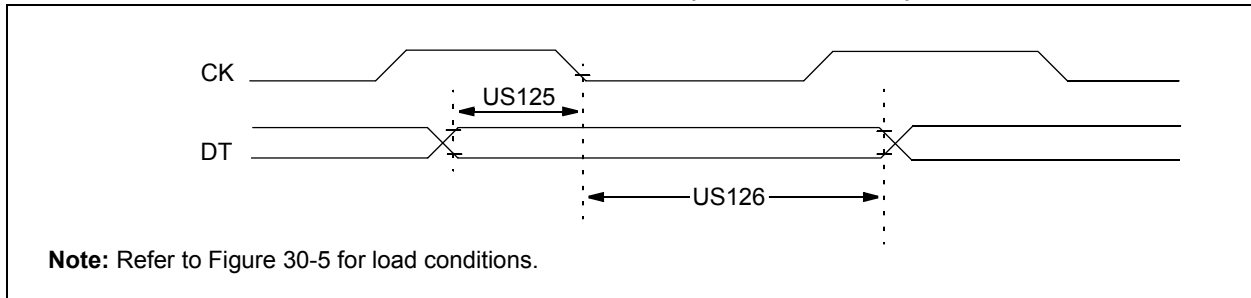 CK
US125
DT
US126
Note: Refer to Figure 30-5 for load conditions.